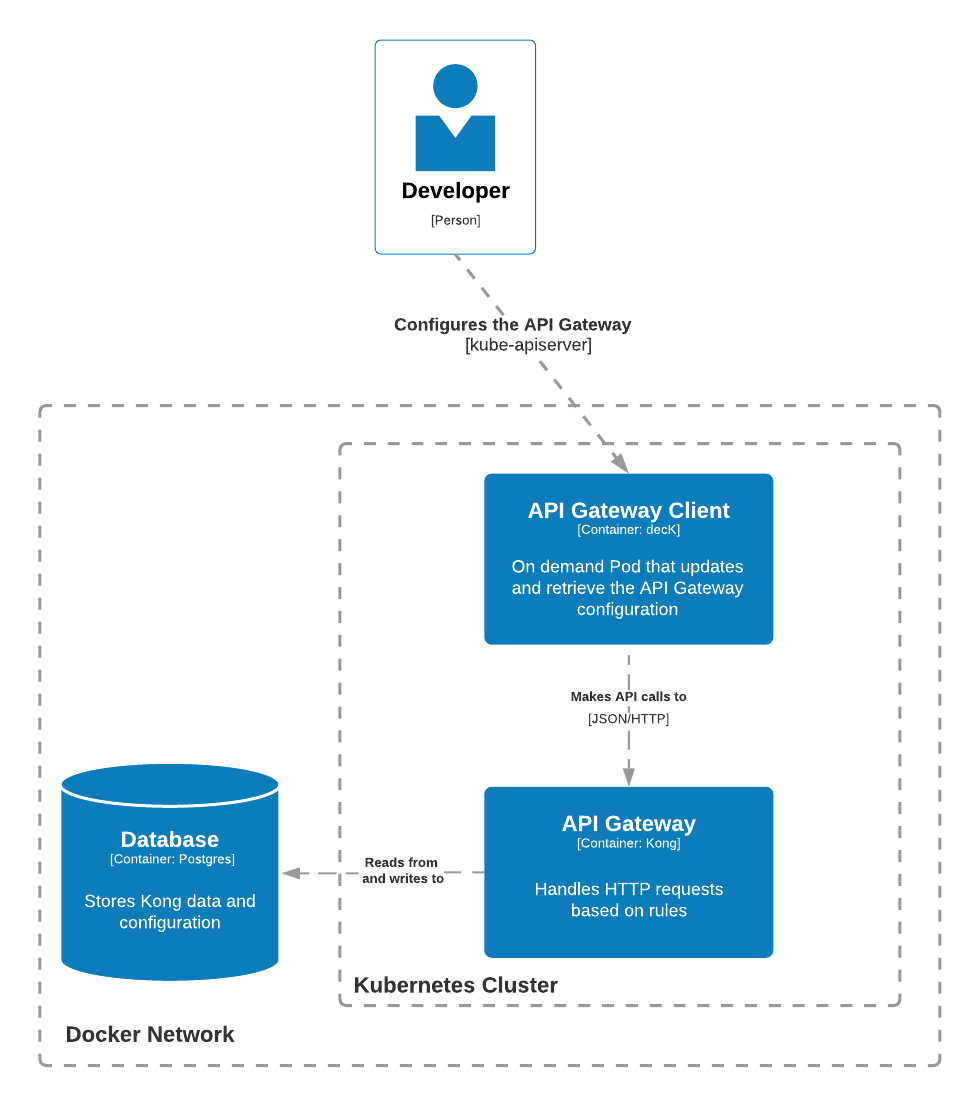 Developer
[Person]
Configures the API Gateway
[kube-apiserver]
API Gateway Client
[Container: decK]
On demand Pod that updates
and retrieve the API Gateway
configuration
Makes API calls to
[JSON/HTTP]
Database
[Container: Postgres]
Stores Kong data and
configuration
Reads from
and writes to
API Gateway
[Container: Kong]
Handles HTTP requests
based on rules
Kubernetes Cluster
Docker Network